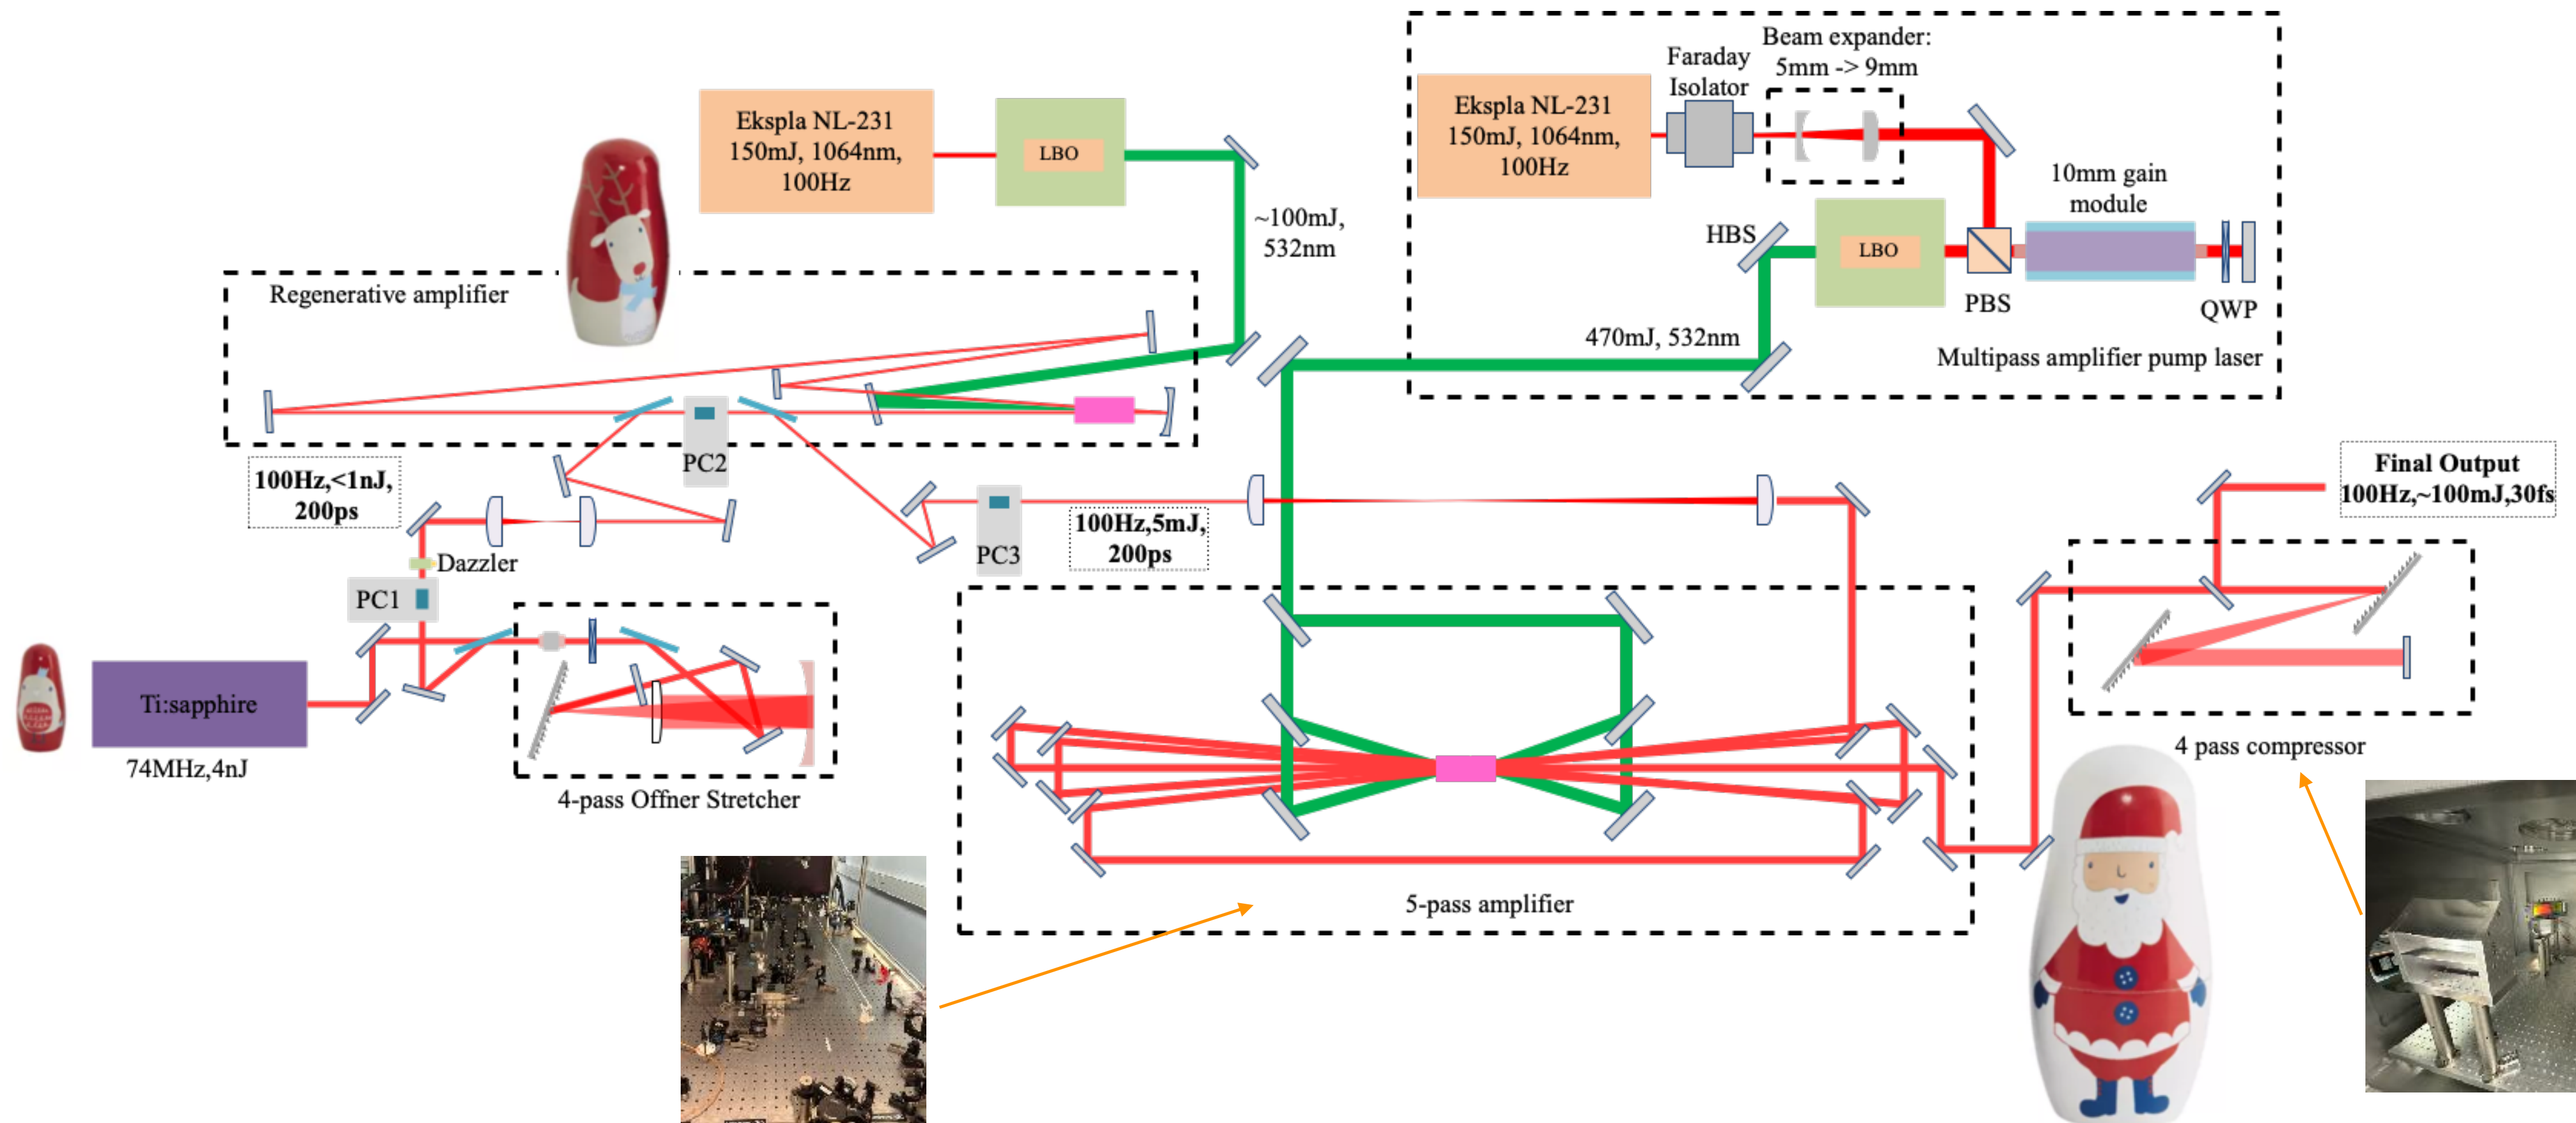 Beam expander:
5mm -> 9mm
Faraday
Isolator
Ekspla NL-231
150mJ, 1064nm,
100Hz
LBO
Ekspla NL-231
150mJ, 1064nm,
100Hz
10mm gain
module
~100mJ,
532nm
HBS
LBO
PBS
QWP
Regenerative amplifier
470mJ, 532nm
Multipass amplifier pump laser
PC2
100Hz,<1nJ,
200ps
Final Output
100Hz,~100mJ,30fs
PC3
100Hz,5mJ,
200ps
Dazzler
PC1
Ti:sapphire
74MHz,4nJ
4-pass Offner Stretcher
4 pass compressor
5-pass amplifier